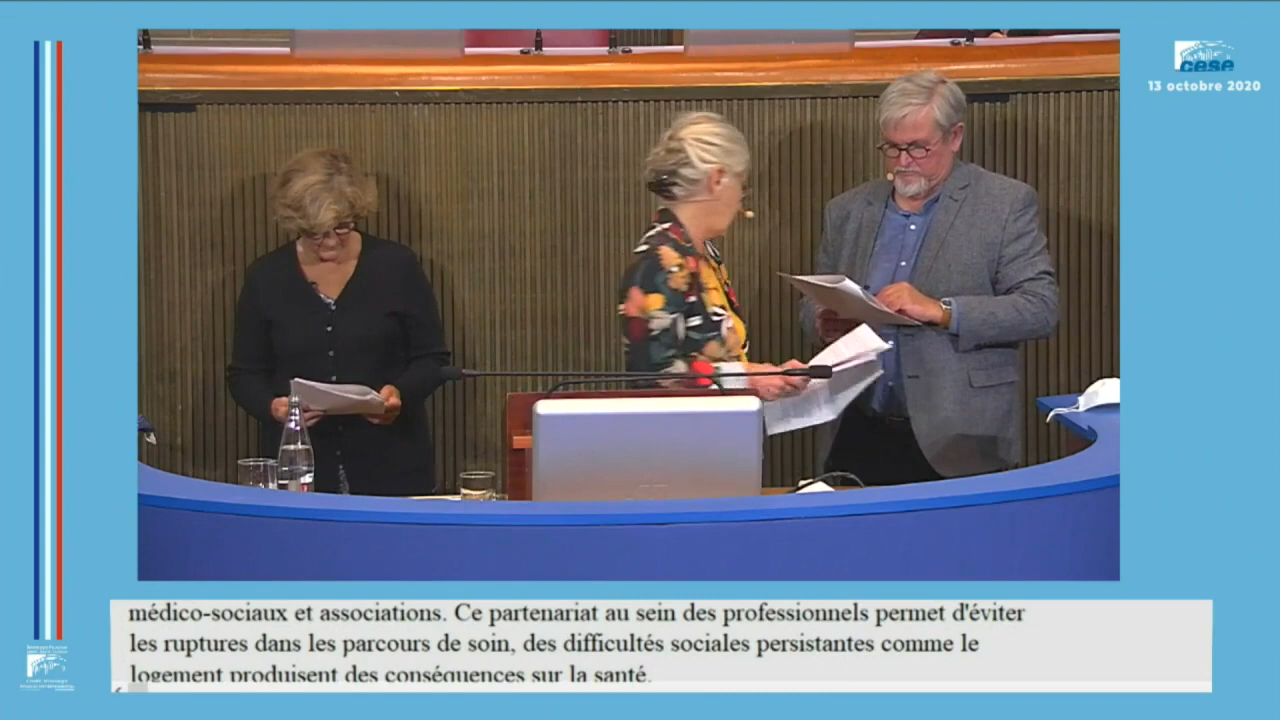 cese
13 octobre 2020
médico-sociaux et associations. Ce partenariat au sein des professionnels permet d'éviter
les ruptures dans les parcours de soin, des difficultés sociales persistantes comme le
logement produisent des conséquences sur la santé.